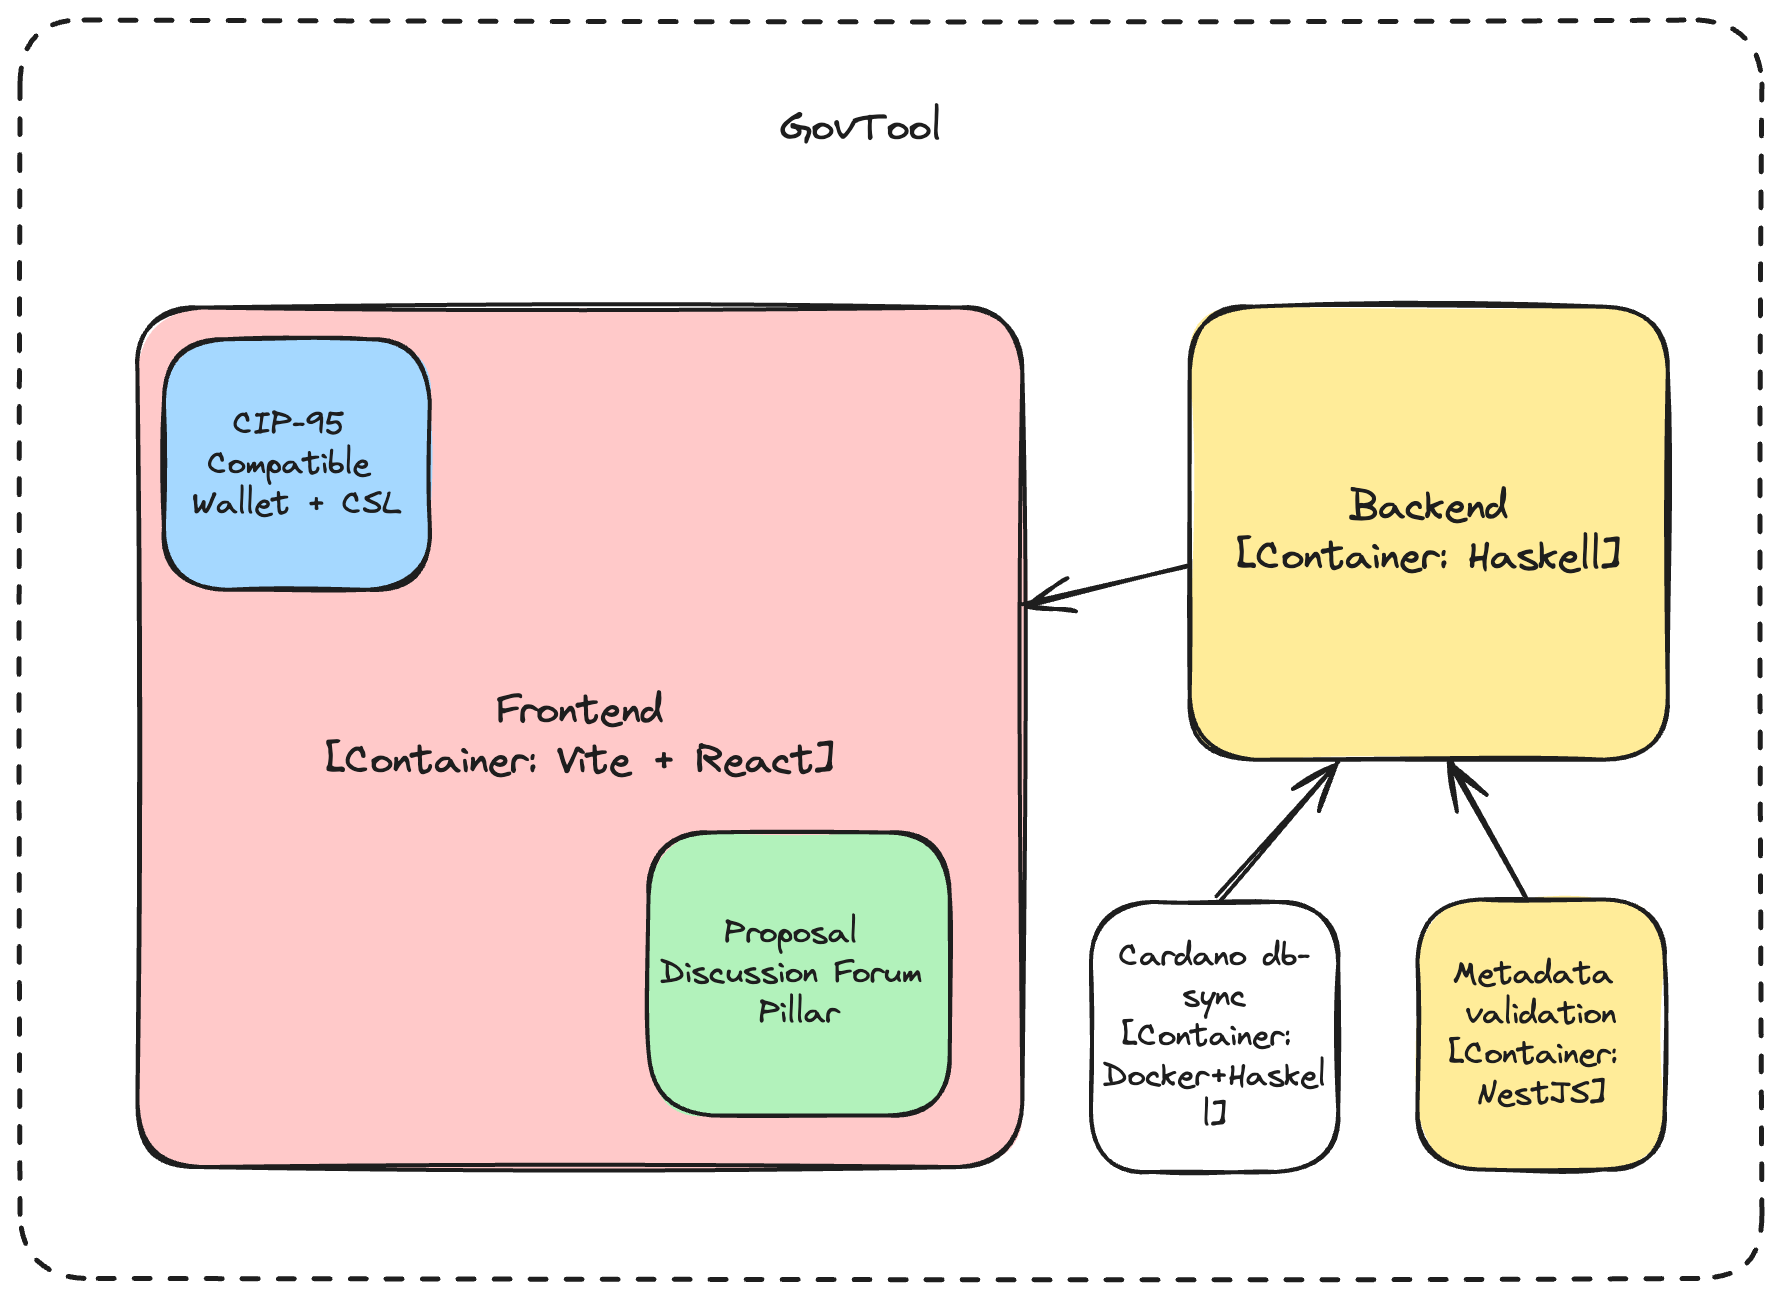 GovTool
CIP-95
Compatible
Wallet + CSL
Frontend
[Container: Vite + React]
Proposal
Discussion Forum
Pillar
Backend
[Container: Haskell]
Cardano db-
sync
[Container:
Docker+Haskel
l]
Metadata
validation
[Container:
NestJS]